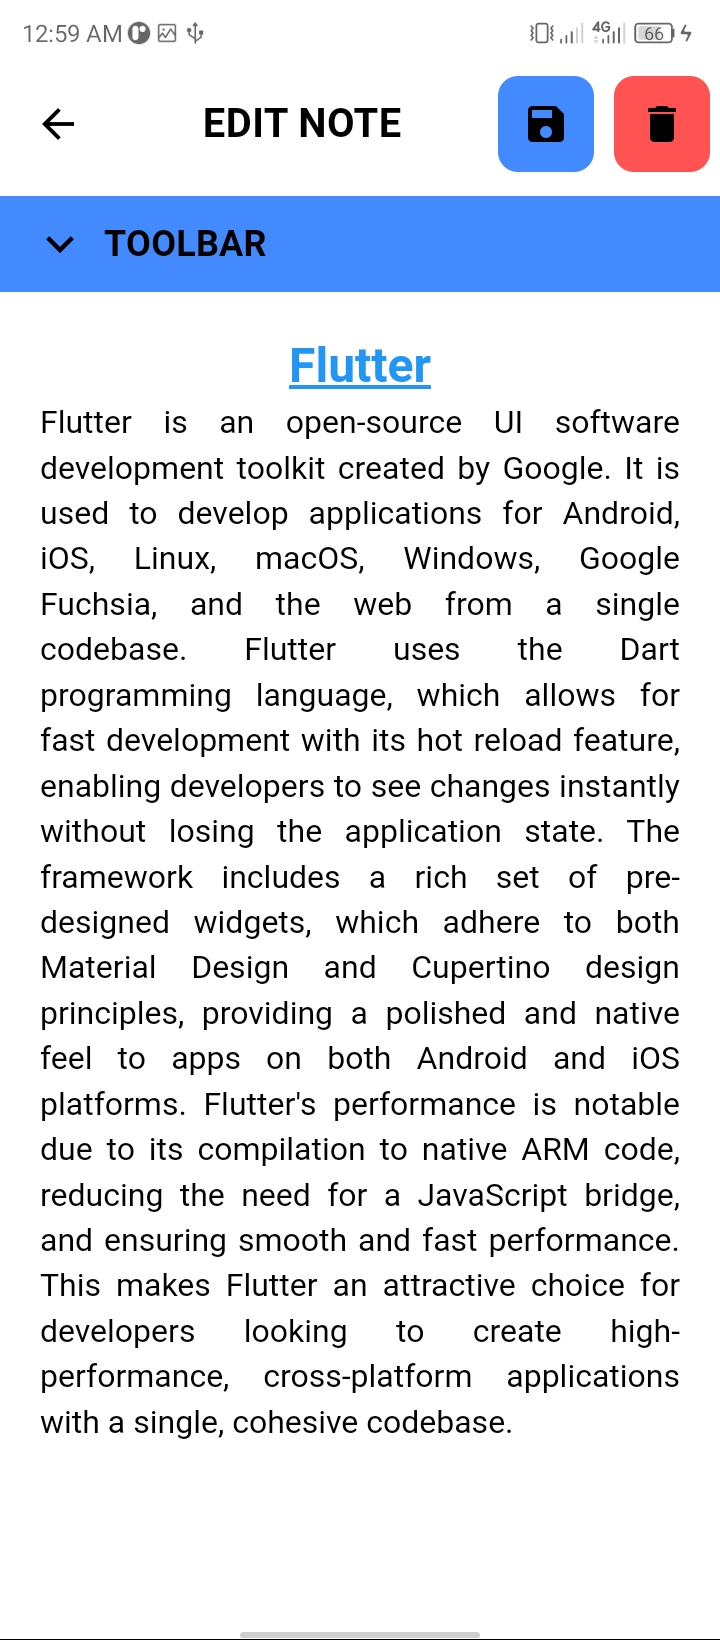 12:59 AM
4G
66
EDIT NOTE
TOOLBAR
Flutter
Flutter is an open-source UI software
development toolkit created by Google. It is
used to develop applications for Android,
iOS, Linux, macOS, Windows, Google
Fuchsia, and the web from a single
codebase. Flutter uses the Dart
programming language, which allows for
fast development with its hot reload feature,
enabling developers to see changes instantly
without losing the application state. The
framework includes a rich set of pre-
designed widgets, which adhere to both
Material Design and Cupertino design
principles, providing a polished and native
feel to apps on both Android and iOS
platforms. Flutter's performance is notable
due to its compilation to native ARM code,
reducing the need for a JavaScript bridge,
and ensuring smooth and fast performance.
This makes Flutter an attractive choice for
developers looking to create high-
performance, cross-platform applications
with a single, cohesive codebase.